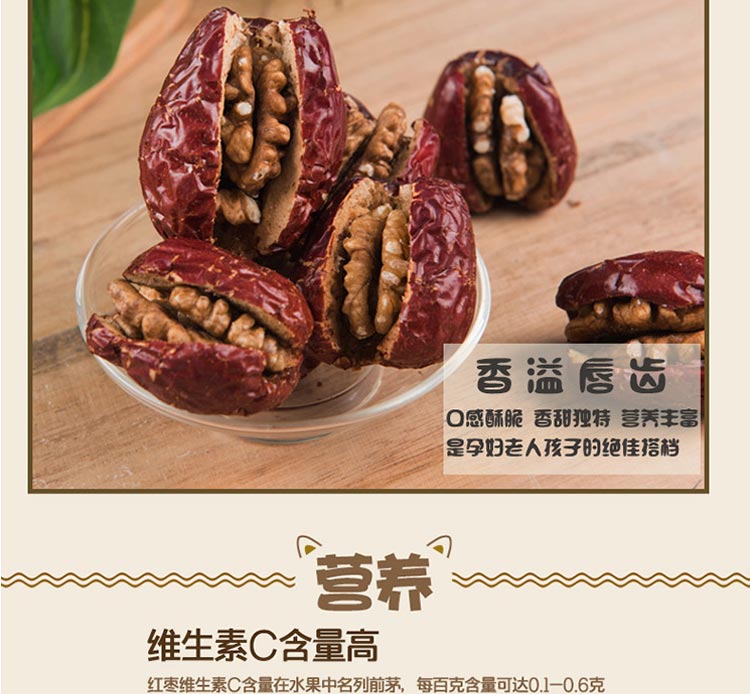 香溢唇齿
口感酥脆 香甜独特 营养丰富
是孕妇老人孩子的绝佳搭档
营养
维生素C含量高
红枣维生素C含量在水果中名列前茅，每百克含量可达0.1—0.6克